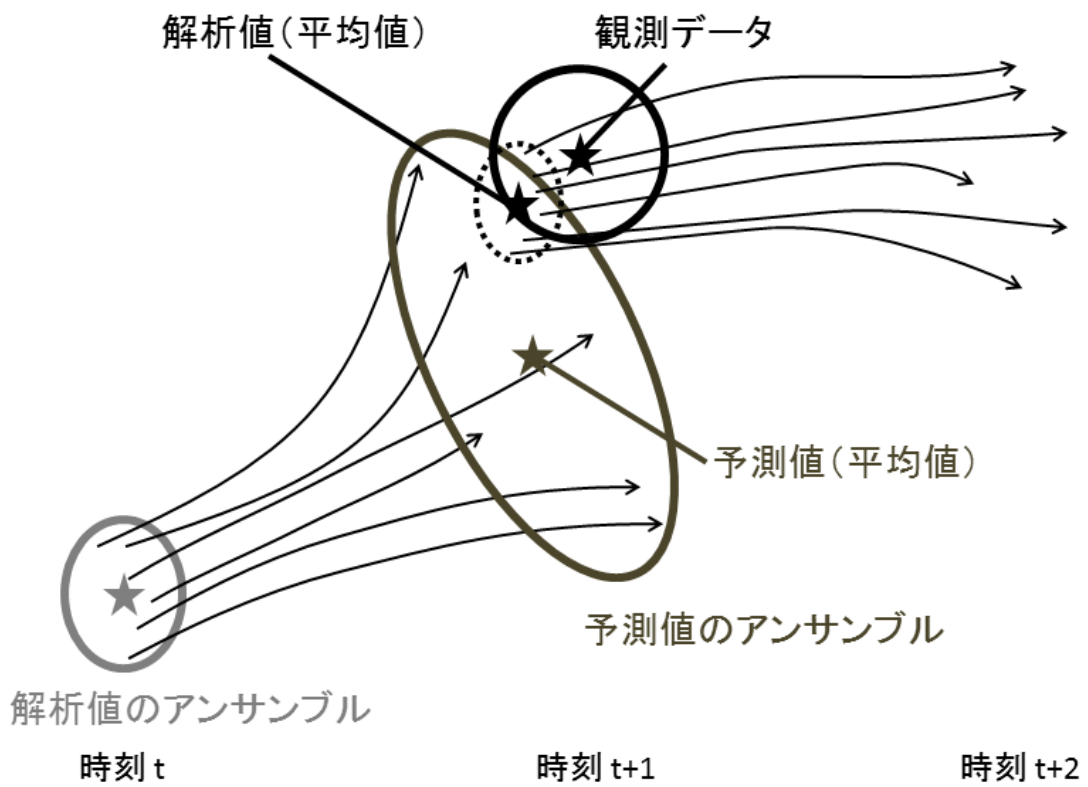 解析値(平均値)
観測データ
予測値(平均値)
予測値のアンサンブル
解析値のアンサンブル
時刻 t
時刻 t+1
時刻 t+2